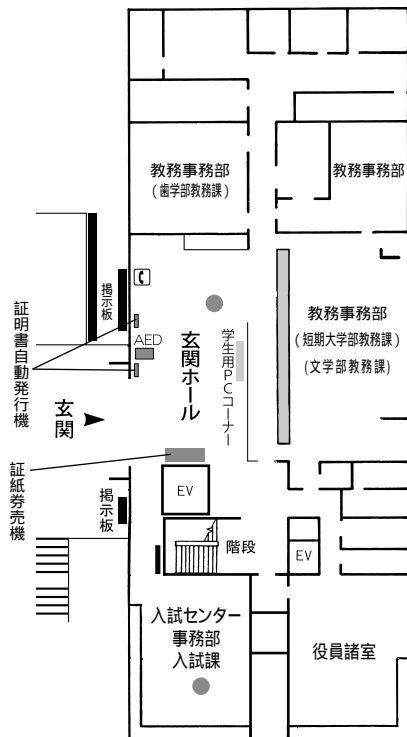 教務事務部
(歯学部教務課)
教務事務部
掲示板
証明書自動発行機
AED
玄関ホール
学生用PCコーナー
教務事務部
(短期大学部教務課)
(文学部教務課)
玄関
証紙券売機
掲示板
EV
階段
EV
入試センター
事務部
入試課
役員諸室